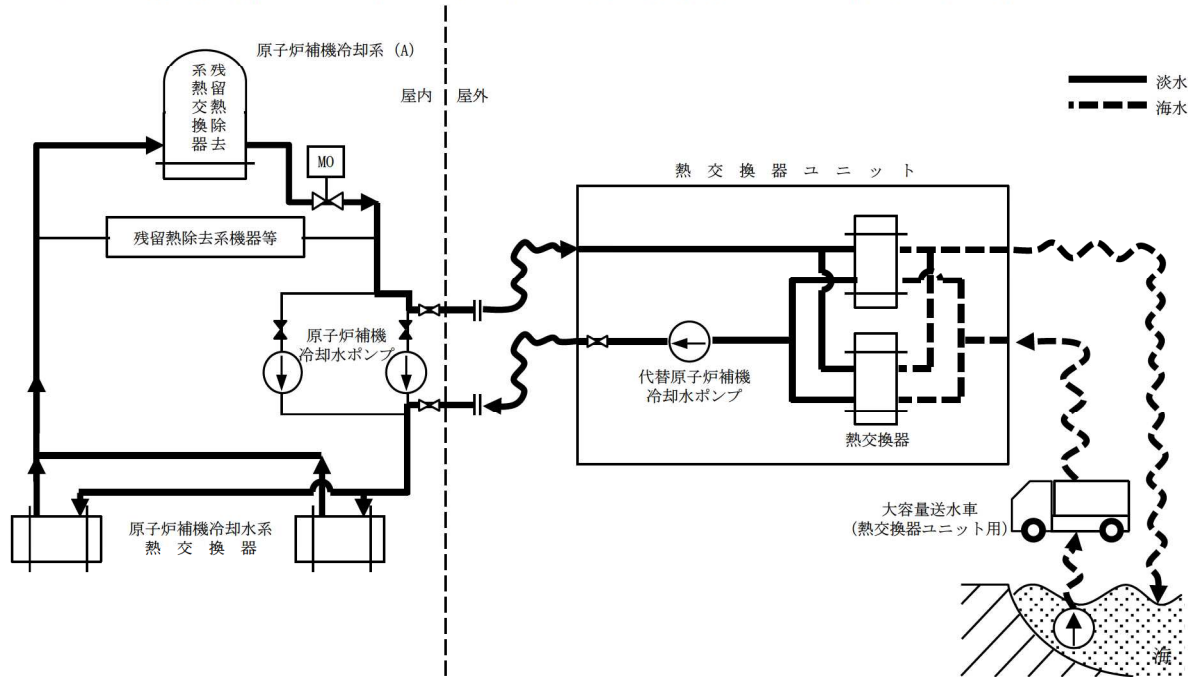 原子炉補機冷却系 (A)
屋内
屋外
淡水
海水
残留熱除去
系熱交換器
MO
残留熱除去系機器等
原子炉補機
冷却水ポンプ
原子炉補機冷却水系
熱交換器
熱交換器ユニット
代替原子炉補機
冷却水ポンプ
熱交換器
大容量送水車
(熱交換器ユニット用)
海